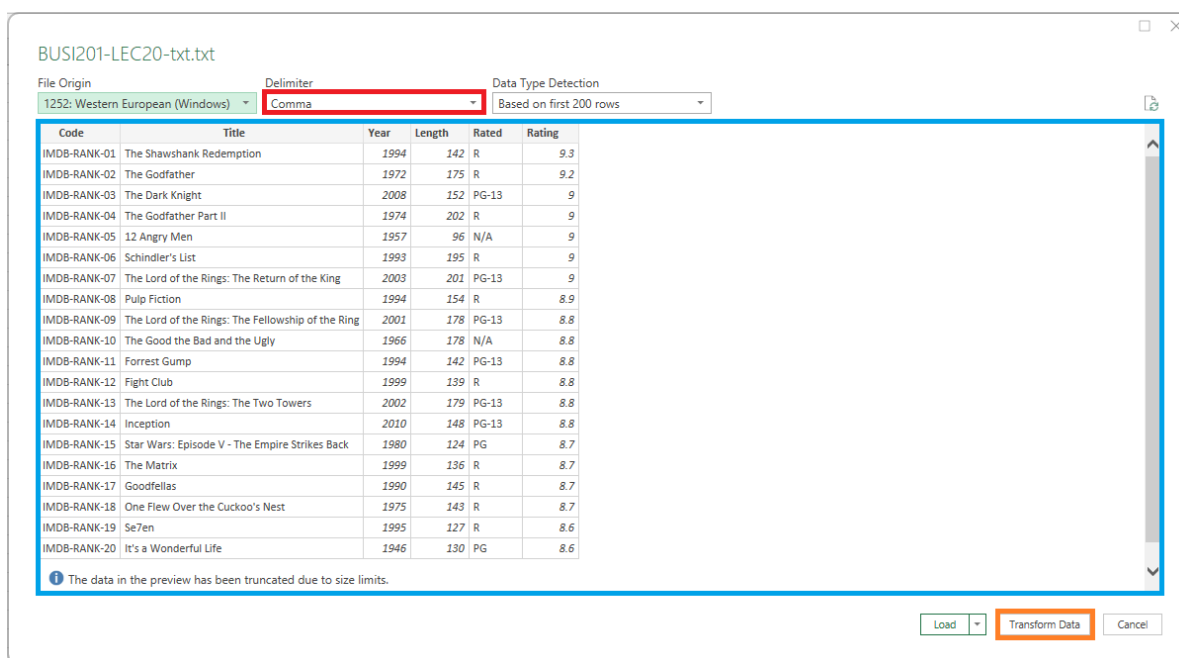 BUSI201-LEC20-txt.txt
File Origin Delimiter Data Type Detection
1252: Western European (Windows) Comma Based on first 200 rows
Code Title Year Length Rated Rating
IMDB-RANK-01 The Shawshank Redemption 1994 142 R 9.3
IMDB-RANK-02 The Godfather 1972 175 R 9.2
IMDB-RANK-03 The Dark Knight 2008 152 PG-13 9
IMDB-RANK-04 The Godfather Part II 1974 202 R 9
IMDB-RANK-05 12 Angry Men 1957 96 N/A 9
IMDB-RANK-06 Schindler's List 1993 195 R 9
IMDB-RANK-07 The Lord of the Rings: The Return of the King 2003 201 PG-13 9
IMDB-RANK-08 Pulp Fiction 1994 154 R 8.9
IMDB-RANK-09 The Lord of the Rings: The Fellowship of the Ring 2001 178 PG-13 8.8
IMDB-RANK-10 The Good the Bad and the Ugly 1966 178 N/A 8.8
IMDB-RANK-11 Forrest Gump 1994 142 PG-13 8.8
IMDB-RANK-12 Fight Club 1999 139 R 8.8
IMDB-RANK-13 The Lord of the Rings: The Two Towers 2002 179 PG-13 8.8
IMDB-RANK-14 Inception 2010 148 PG-13 8.8
IMDB-RANK-15 Star Wars: Episode V - The Empire Strikes Back 1980 124 PG 8.7
IMDB-RANK-16 The Matrix 1999 136 R 8.7
IMDB-RANK-17 Goodfellas 1990 145 R 8.7
IMDB-RANK-18 One Flew Over the Cuckoo's Nest 1975 143 R 8.7
IMDB-RANK-19 Se7en 1995 127 R 8.6
IMDB-RANK-20 It's a Wonderful Life 1946 130 PG 8.6
The data in the preview has been truncated due to size limits.
Load Transform Data Cancel